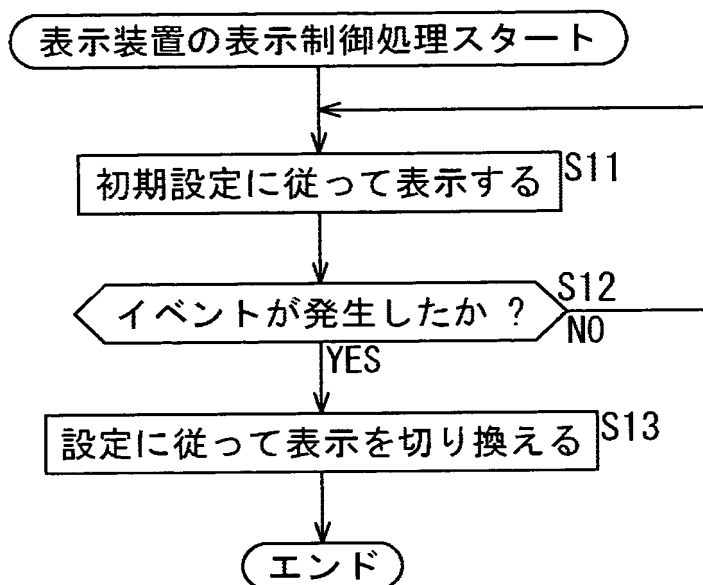 表示装置の表示制御処理スタート
初期設定に従って表示する
S11
イベントが発生したか ?
S12
NO
YES
設定に従って表示を切り換える
S13
エンド